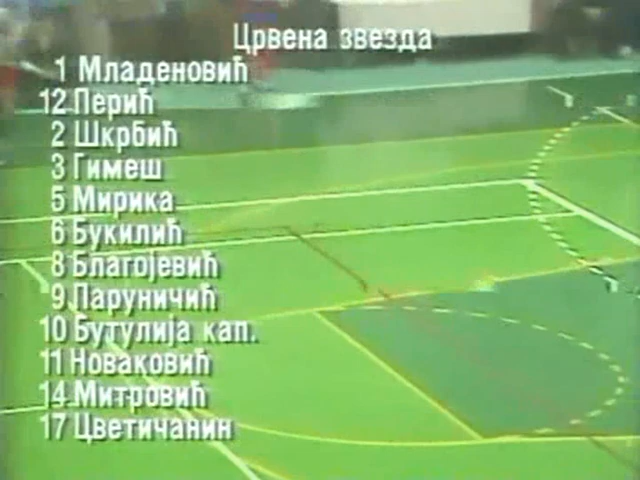 Црвена звезда
1 Младеновић
12 Перић
2 Шкрбић
3 Гимеш
5 Мирика
6 Букилић
8 Благојевић
9 Паруничић
10 Бутулија кап.
11 Новаковић
14 Митровић
17 Цветичанин